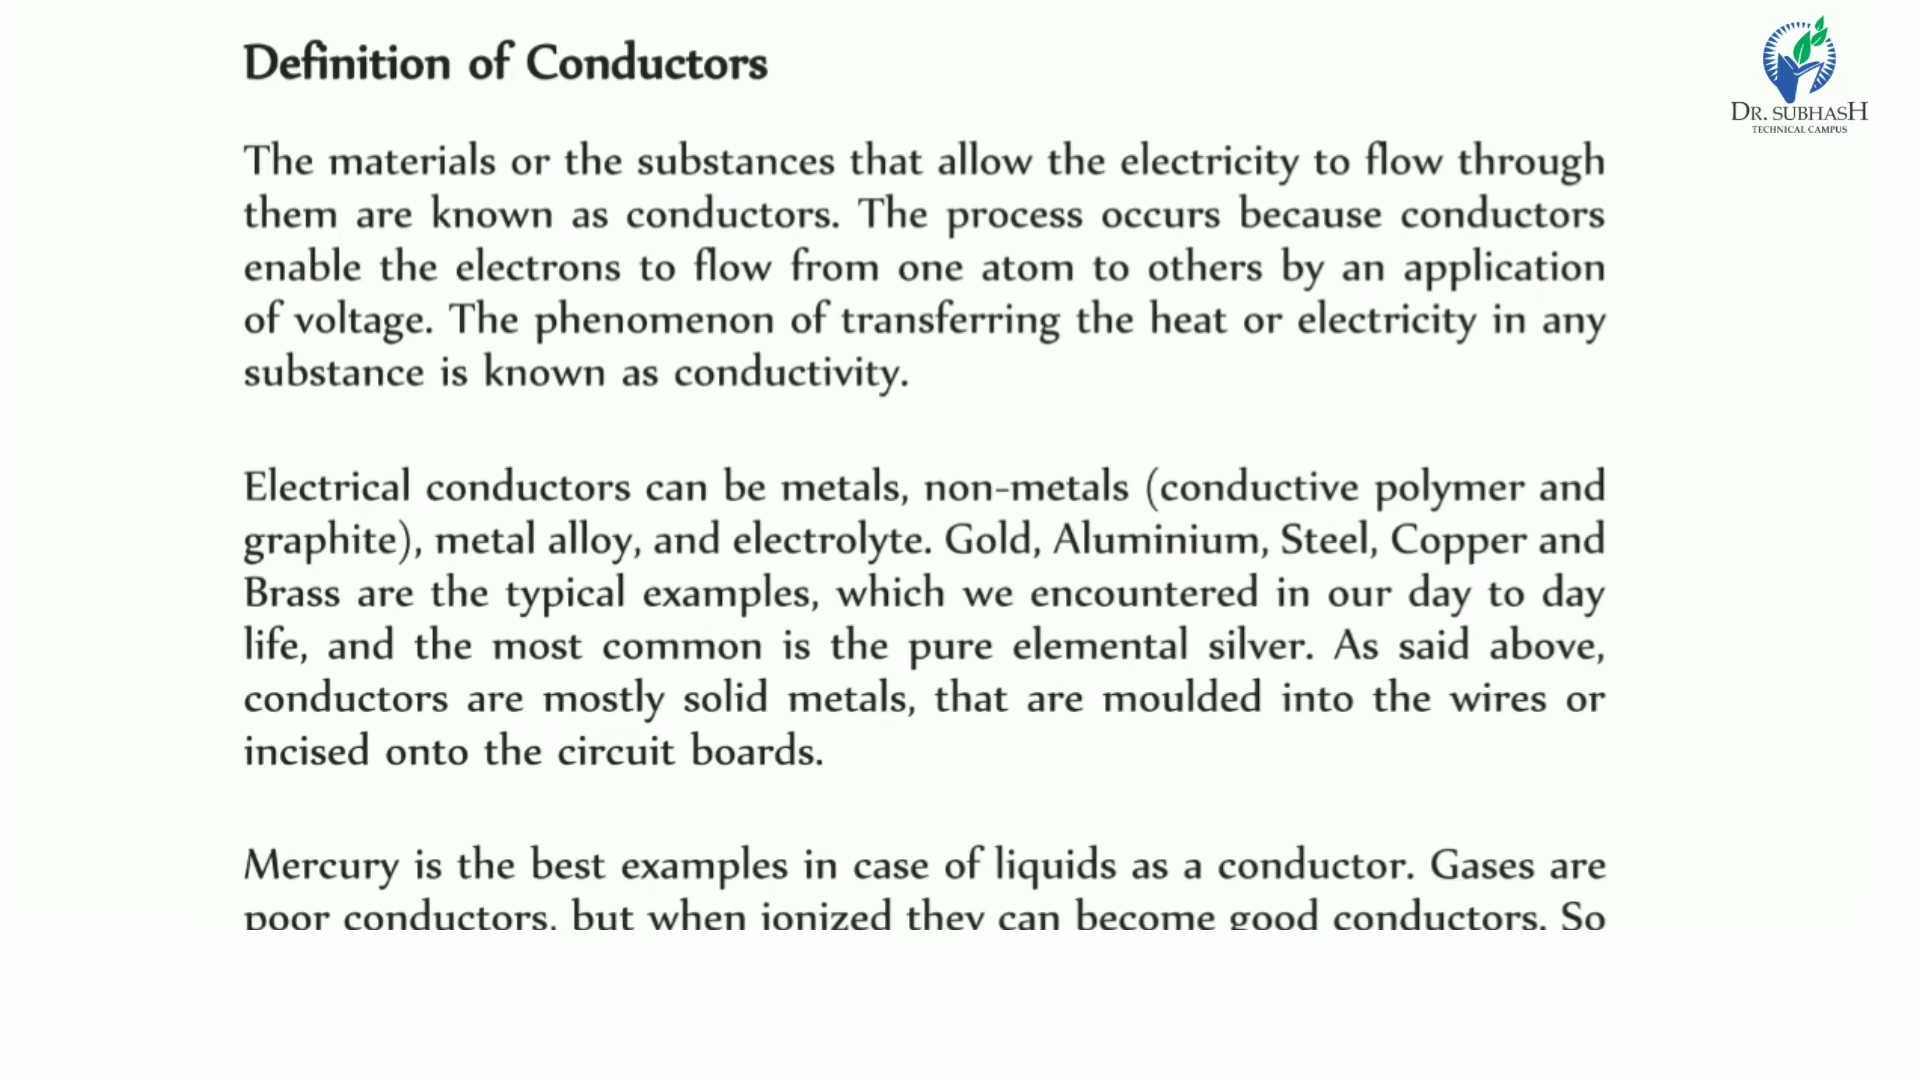 Definition of Conductors
DR. SUBHASH
TECHNICAL CAMPUS
The materials or the substances that allow the electricity to flow through
them are known as conductors. The process occurs because conductors
enable the electrons to flow from one atom to others by an application
of voltage. The phenomenon of transferring the heat or electricity in any
substance is known as conductivity.
Electrical conductors can be metals, non-metals (conductive polymer and
graphite), metal alloy, and electrolyte. Gold, Aluminium, Steel, Copper and
Brass are the typical examples, which we encountered in our day to day
life, and the most common is the pure elemental silver. As said above,
conductors are mostly solid metals, that are moulded into the wires or
incised onto the circuit boards.
Mercury is the best examples in case of liquids as a conductor. Gases are
poor conductors, but when ionized they can become good conductors. So